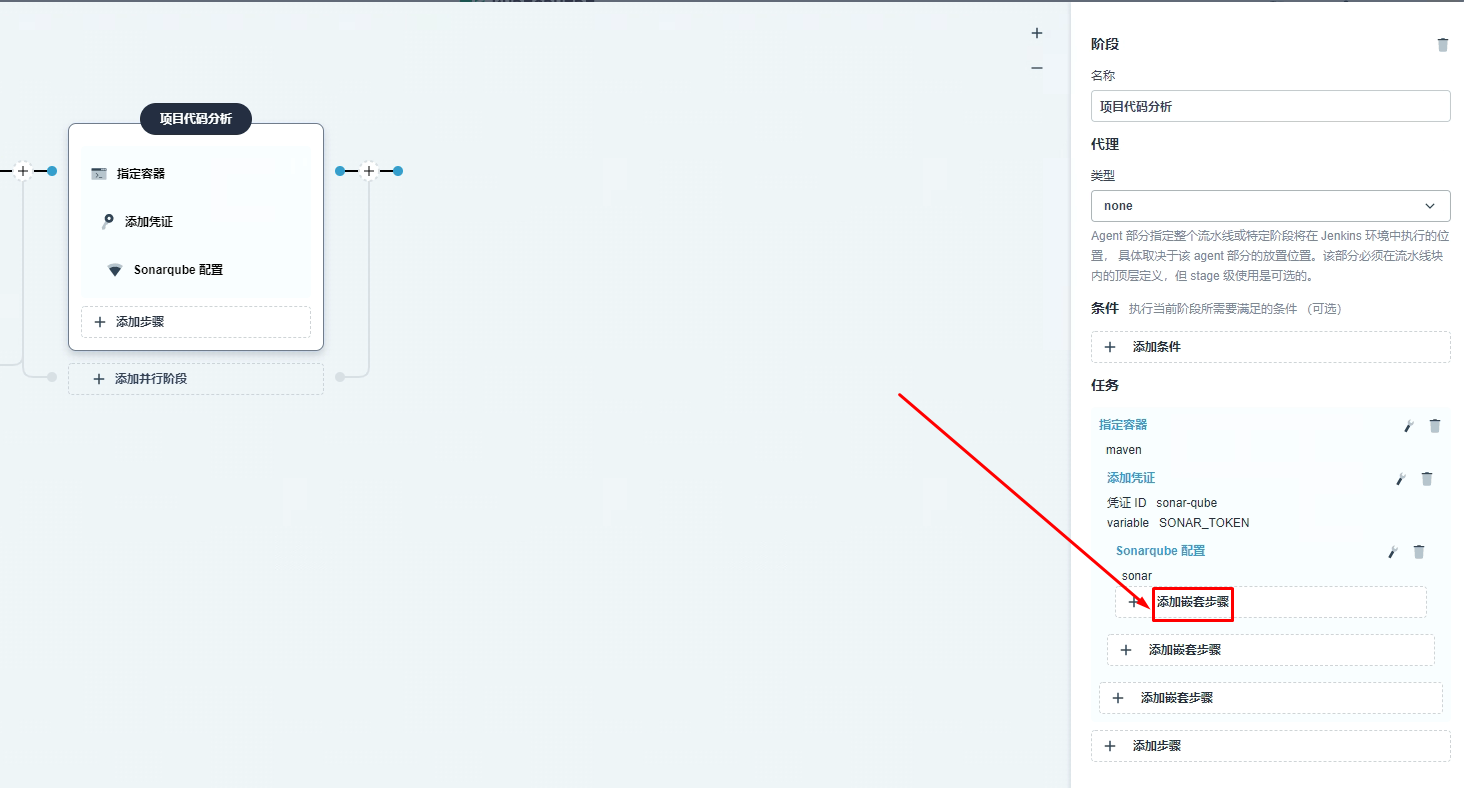 项目代码分析
指定容器
添加凭证
Sonarqube 配置
添加步骤
添加并行阶段
阶段
名称
项目代码分析
代理
类型
none
Agent 部分指定整个流水线或特定阶段将在 Jenkins 环境中执行的位
置， 具体取决于该 agent 部分的放置位置。该部分必须在流水线块
内的顶层定义，但 stage 级使用是可选的。
条件 执行当前阶段所需要满足的条件 （可选）
添加条件
任务
指定容器
maven
添加凭证
凭证 ID sonar-qube
variable SONAR_TOKEN
Sonarqube 配置
sonar
添加嵌套步骤
添加嵌套步骤
添加嵌套步骤
添加步骤